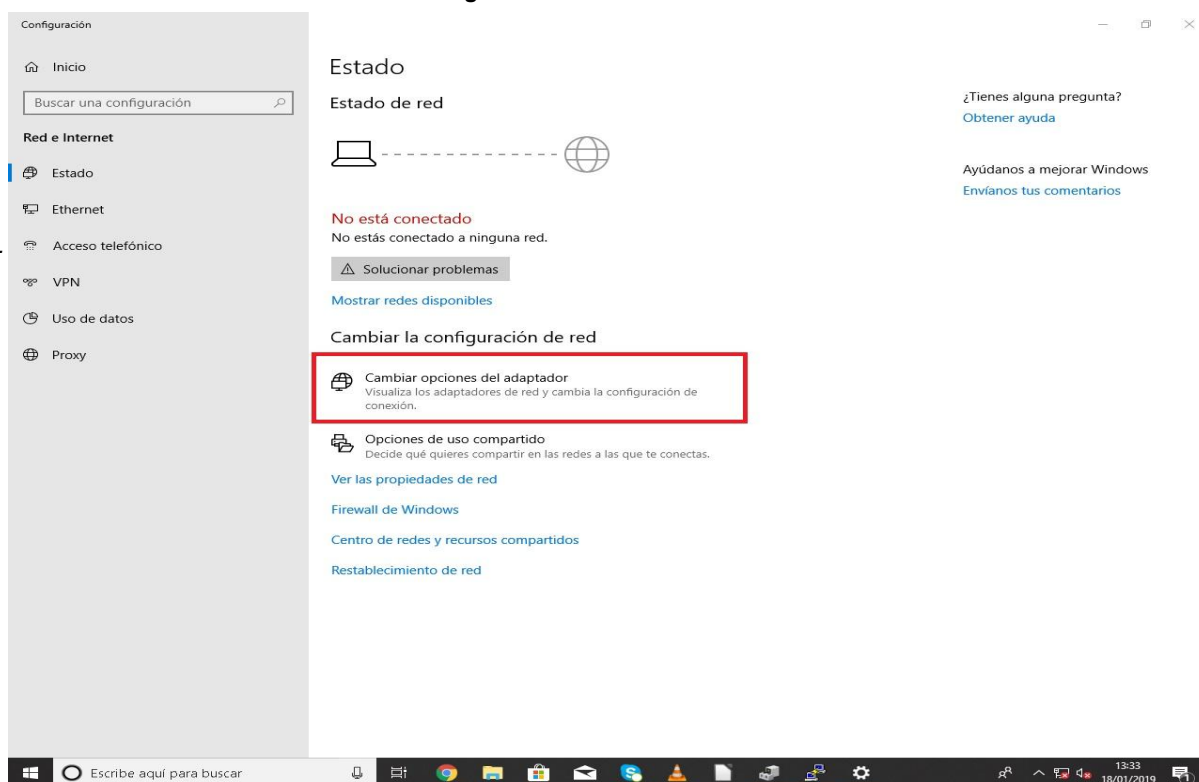 Configuración
Inicio
Buscar una configuración
Red e Internet
Estado
Ethernet
Acceso telefónico
VPN
Uso de datos
Proxy
Estado
Estado de red
No está conectado
No estás conectado a ninguna red.
Solucionar problemas
Mostrar redes disponibles
Cambiar la configuración de red
Cambiar opciones del adaptador
Visualiza los adaptadores de red y cambia la configuración de
conexión.
Opciones de uso compartido
Decide qué quieres compartir en las redes a las que te conectas.
Ver las propiedades de red
Firewall de Windows
Centro de redes y recursos compartidos
Restablecimiento de red
¿Tienes alguna pregunta?
Obtener ayuda
Ayúdanos a mejorar Windows
Envíanos tus comentarios
Escribe aquí para buscar
13:33
18/01/2019